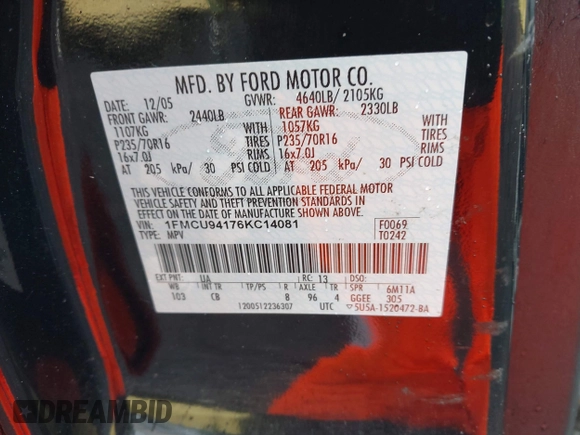 MFD. BY FORD MOTOR CO.
DATE: 12/05 GVWR: 4640LB/ 2105KG
FRONT GAWR: 2440LB REAR GAWR: 2330LB
1107KG WITH 1057KG WITH
P235/70R16 TIRES P235/70R16 TIRES
16x7.0J RIMS 16x7.0J RIMS
AT 205 kPa/ 30 PSI COLD AT 205 kPa/ 30 PSI COLD
THIS VEHICLE CONFORMS TO ALL APPLICABLE FEDERAL MOTOR
VEHICLE SAFETY AND THEFT PREVENTION STANDARDS IN
EFFECT ON THE DATE OF MANUFACTURE SHOWN ABOVE.
VIN: 1FMCU94176KC14081 F0069
TYPE: MPV T0242
EXT PNT: UA RC: 13 DSO:
WB INT TR TP/PS R AXLE TR SPR 6M11A
103 CB B 96 4 GGEE 305
120051223630? UTC 5U5A-1520472-BA
DREAMBID